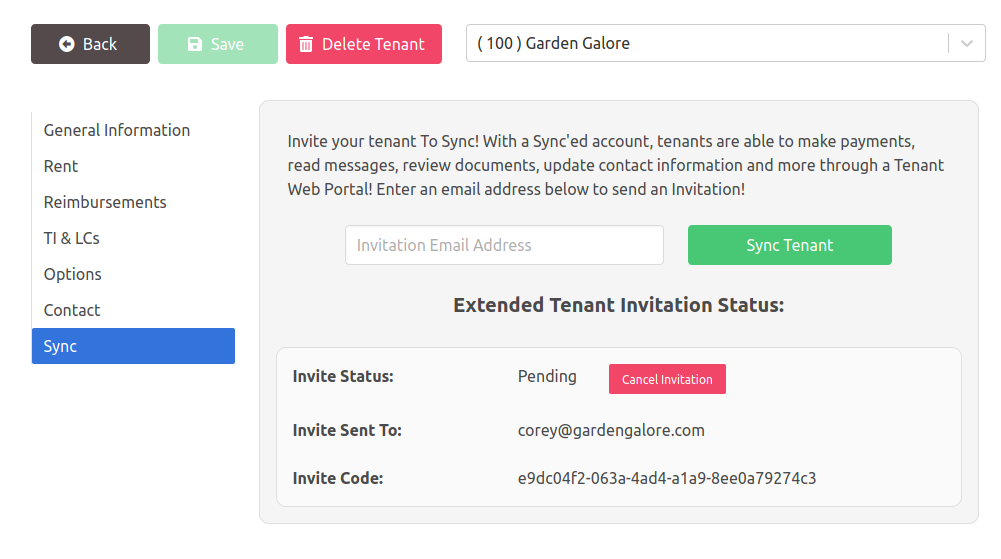 Back
Save
Delete Tenant
( 100 ) Garden Galore
General Information
Rent
Reimbursements
TI & LCs
Options
Contact
Sync
Invite your tenant To Sync! With a Sync'ed account, tenants are able to make payments,
read messages, review documents, update contact information and more through a Tenant
Web Portal! Enter an email address below to send an Invitation!
Invitation Email Address
Sync Tenant
Extended Tenant Invitation Status:
Invite Status: Pending Cancel Invitation
Invite Sent To: corey@gardengalore.com
Invite Code: e9dc04f2-063a-4ad4-a1a9-8ee0a79274c3